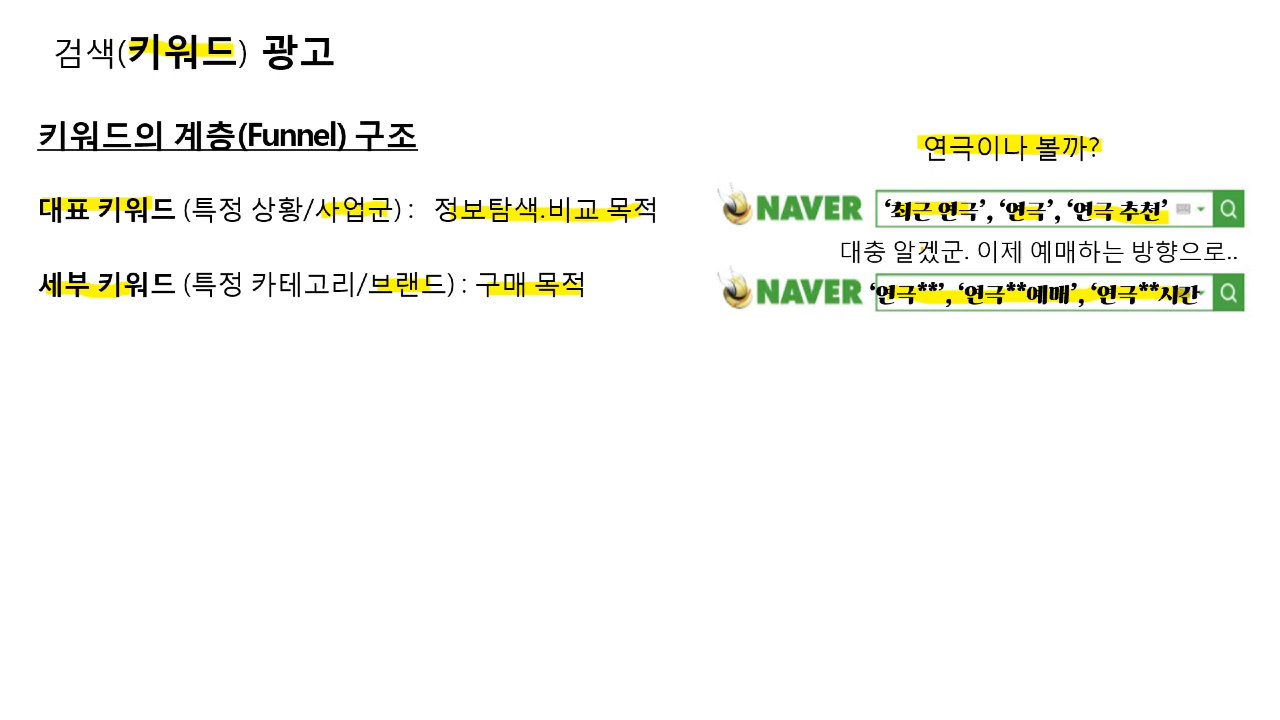 검색(키워드) 광고
키워드의 계층(Funnel) 구조
연극이나 볼까?
대표 키워드 (특정 상황/사업군) : 정보탐색.비교 목적
NAVER ‘최근 연극’, ‘연극’, ‘연극 추천’
대충 알겠군. 이제 예매하는 방향으로..
세부 키워드 (특정 카테고리/브랜드) : 구매 목적
NAVER ‘연극**’, ‘연극**예매’, ‘연극**시간